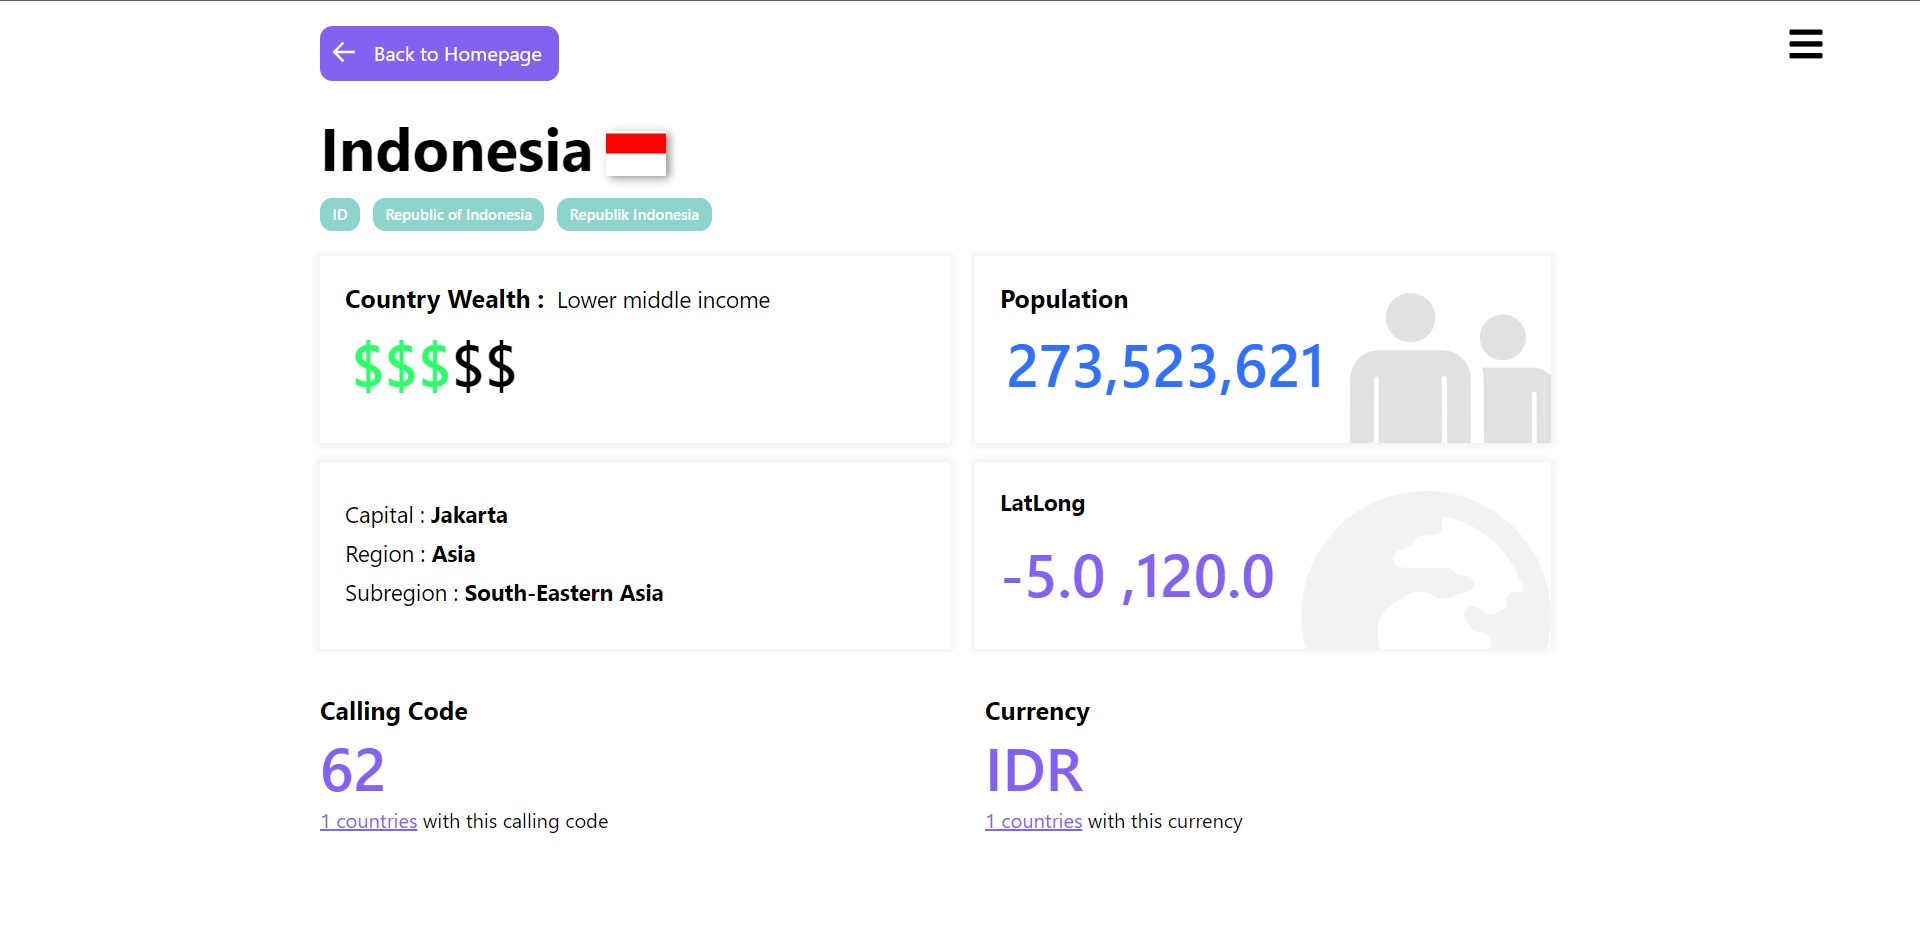 Back to Homepage
Indonesia
ID
Republic of Indonesia
Republik Indonesia
Country Wealth : Lower middle income
$$$$$
Population
273,523,621
Capital : Jakarta
Region : Asia
Subregion : South-Eastern Asia
LatLong
-5.0 ,120.0
Calling Code
62
1 countries with this calling code
Currency
IDR
1 countries with this currency